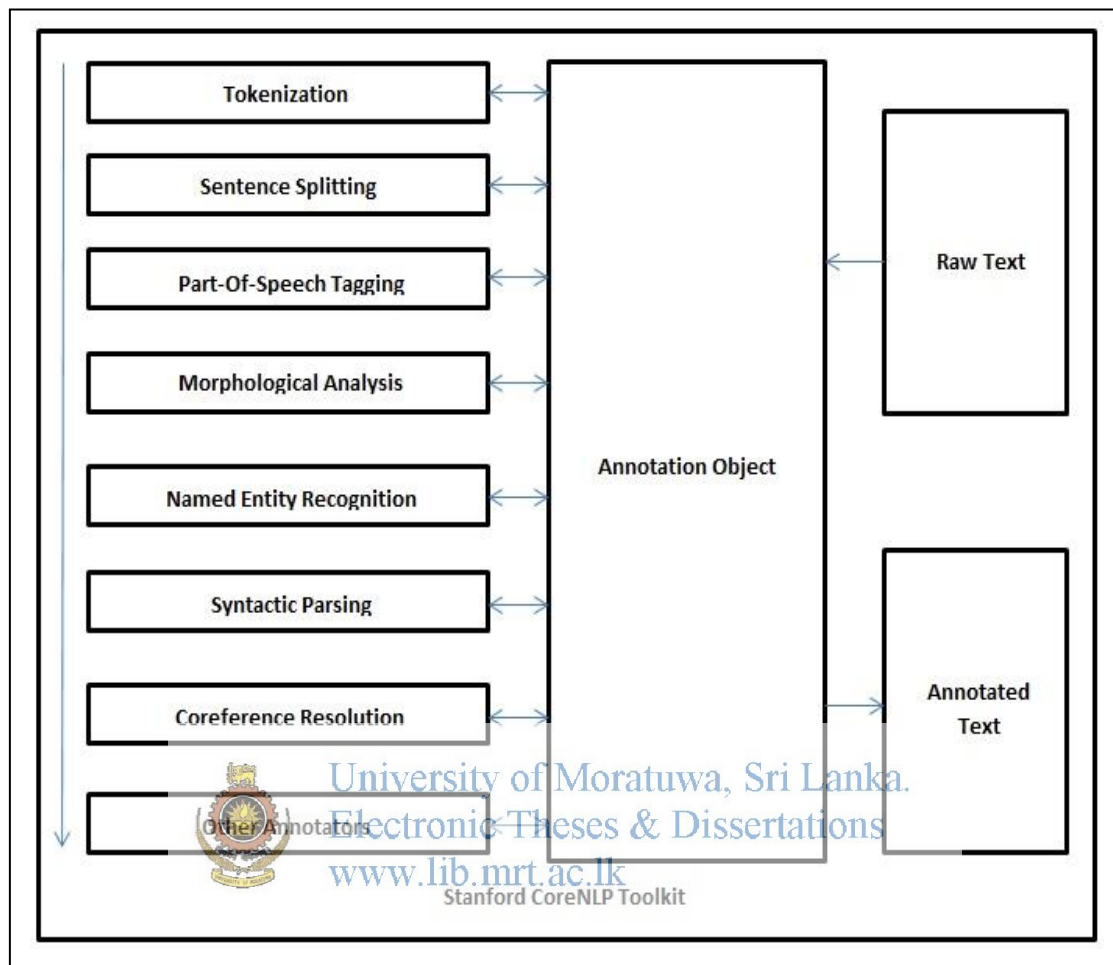 Tokenization
Sentence Splitting
Part-Of-Speech Tagging
Morphological Analysis
Named Entity Recognition
Syntactic Parsing
Coreference Resolution
Other Annotators
Annotation Object
Raw Text
Annotated
Text
University of Moratuwa, Sri Lanka.
Electronic Theses & Dissertations
www.lib.mrt.ac.lk
Stanford CoreNLP Toolkit